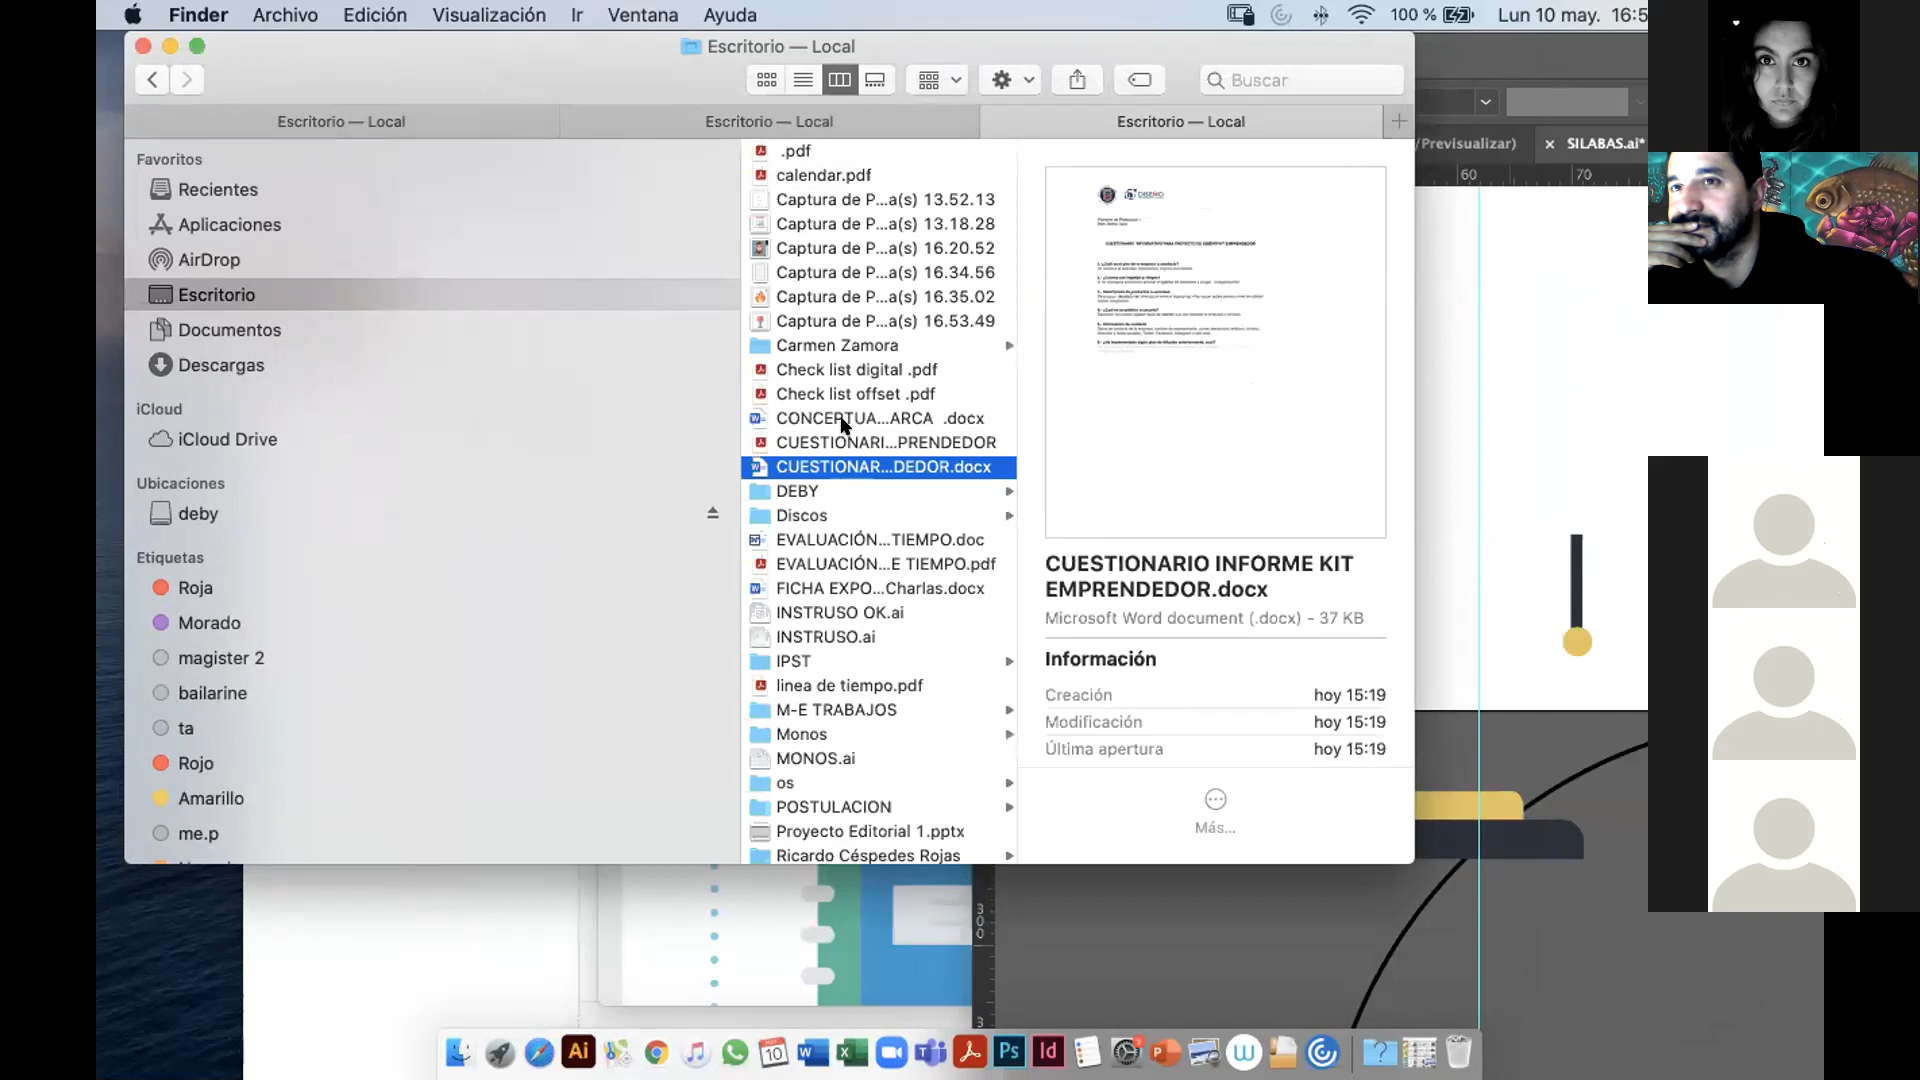 Finder Archivo Edición Visualización Ir Ventana Ayuda 100 % Lun 10 may. 16:5
Escritorio — Local
Buscar
Escritorio — Local Escritorio — Local Escritorio — Local
/Previsualizar) × SILABAS.ai*
60 70
Favoritos
Recientes
Aplicaciones
AirDrop
Escritorio
Documentos
Descargas
iCloud
iCloud Drive
Ubicaciones
deby
Etiquetas
Roja
Morado
magister 2
bailarine
ta
Rojo
Amarillo
me.p
.pdf
calendar.pdf
Captura de P...a(s) 13.52.13
Captura de P...a(s) 13.18.28
Captura de P...a(s) 16.20.52
Captura de P...a(s) 16.34.56
Captura de P...a(s) 16.35.02
Captura de P...a(s) 16.53.49
Carmen Zamora
Check list digital .pdf
Check list offset .pdf
CONCEPTUA...ARCA .docx
CUESTIONARI...PRENDEDOR
CUESTIONAR...DEDOR.docx
DEBY
Discos
EVALUACIÓN...TIEMPO.doc
EVALUACIÓN...E TIEMPO.pdf
FICHA EXPO...Charlas.docx
INSTRUSO OK.ai
INSTRUSO.ai
IPST
linea de tiempo.pdf
M-E TRABAJOS
Monos
MONOS.ai
os
POSTULACION
Proyecto Editorial 1.pptx
Ricardo Céspedes Rojas
DISEÑO
CUESTIONARIO INFORME KIT
EMPRENDEDOR.docx
Microsoft Word document (.docx) - 37 KB
Información
Creación hoy 15:19
Modificación hoy 15:19
Última apertura hoy 15:19
Más...
300
3
Ai 10 W X Ps Id P W ?